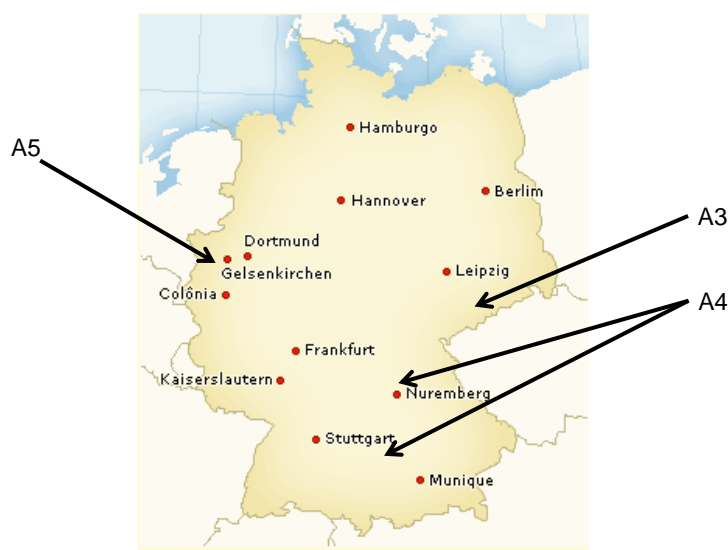 Hamburgo
A5
Berlim
Hannover
A3
Dortmund
Gelsenkirchen
Leipzig
Colônia
A4
Frankfurt
Kaiserslautern
Nuremberg
Stuttgart
Munique